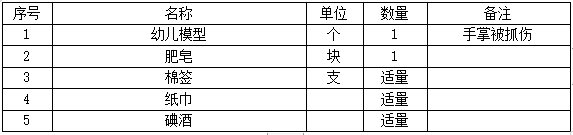 序号 名称 单位 数量 备注
1 幼儿模型 个 1 手掌被抓伤
2 肥皂 块 1
3 棉签 支 适量
4 纸巾 适量
5 碘酒 适量